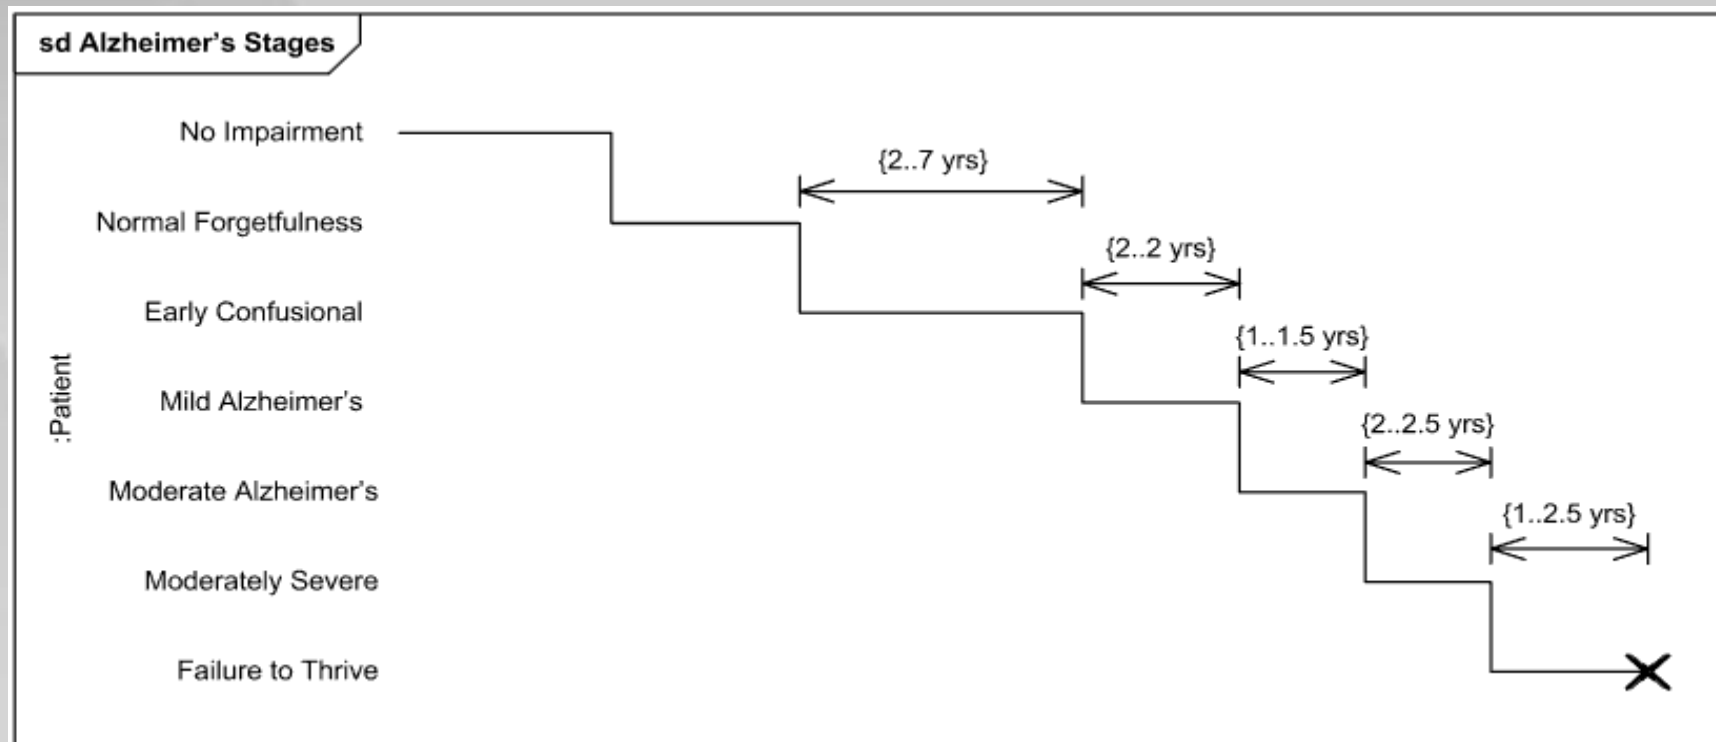 sd Alzheimer's Stages
No Impairment
{2..7 yrs}
Normal Forgetfulness
{2..2 yrs}
Early Confusional
{1..1.5 yrs}
:Patient
Mild Alzheimer's
{2..2.5 yrs}
Moderate Alzheimer's
{1..2.5 yrs}
Moderately Severe
Failure to Thrive